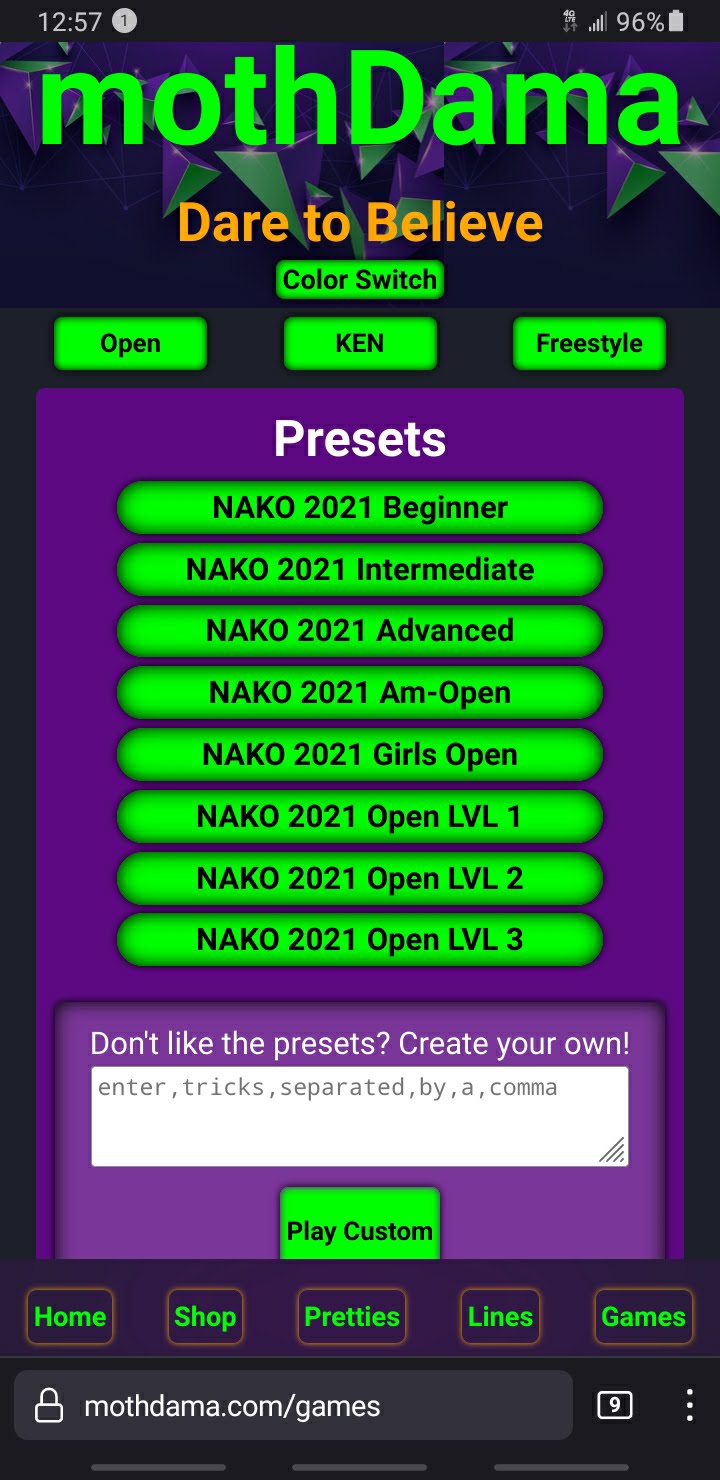 12:57 1 4G LTE 96%
mothDama
Dare to Believe
Color Switch
Open KEN Freestyle
Presets
NAKO 2021 Beginner
NAKO 2021 Intermediate
NAKO 2021 Advanced
NAKO 2021 Am-Open
NAKO 2021 Girls Open
NAKO 2021 Open LVL 1
NAKO 2021 Open LVL 2
NAKO 2021 Open LVL 3
Don't like the presets? Create your own!
enter,tricks,separated,by,a,comma
Play Custom
Home Shop Pretties Lines Games
mothdama.com/games 9